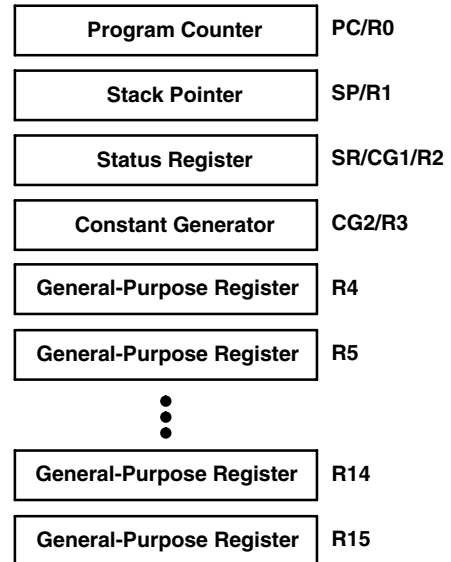 Program Counter PC/R0
Stack Pointer SP/R1
Status Register SR/CG1/R2
Constant Generator CG2/R3
General-Purpose Register R4
General-Purpose Register R5
General-Purpose Register R14
General-Purpose Register R15